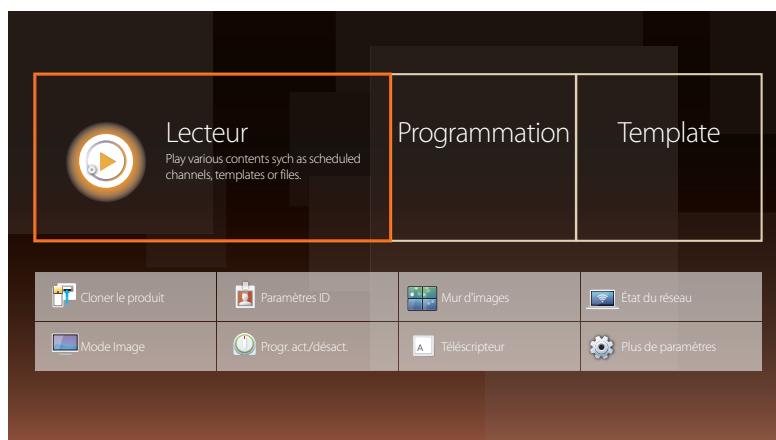 Lecteur
Play various contents sych as scheduled
channels, templates or files.
Programmation
Template
Cloner le produit
Paramètres ID
Mur d'images
État du réseau
Mode Image
Progr. act./désact.
A
Téléscripteur
Plus de paramètres